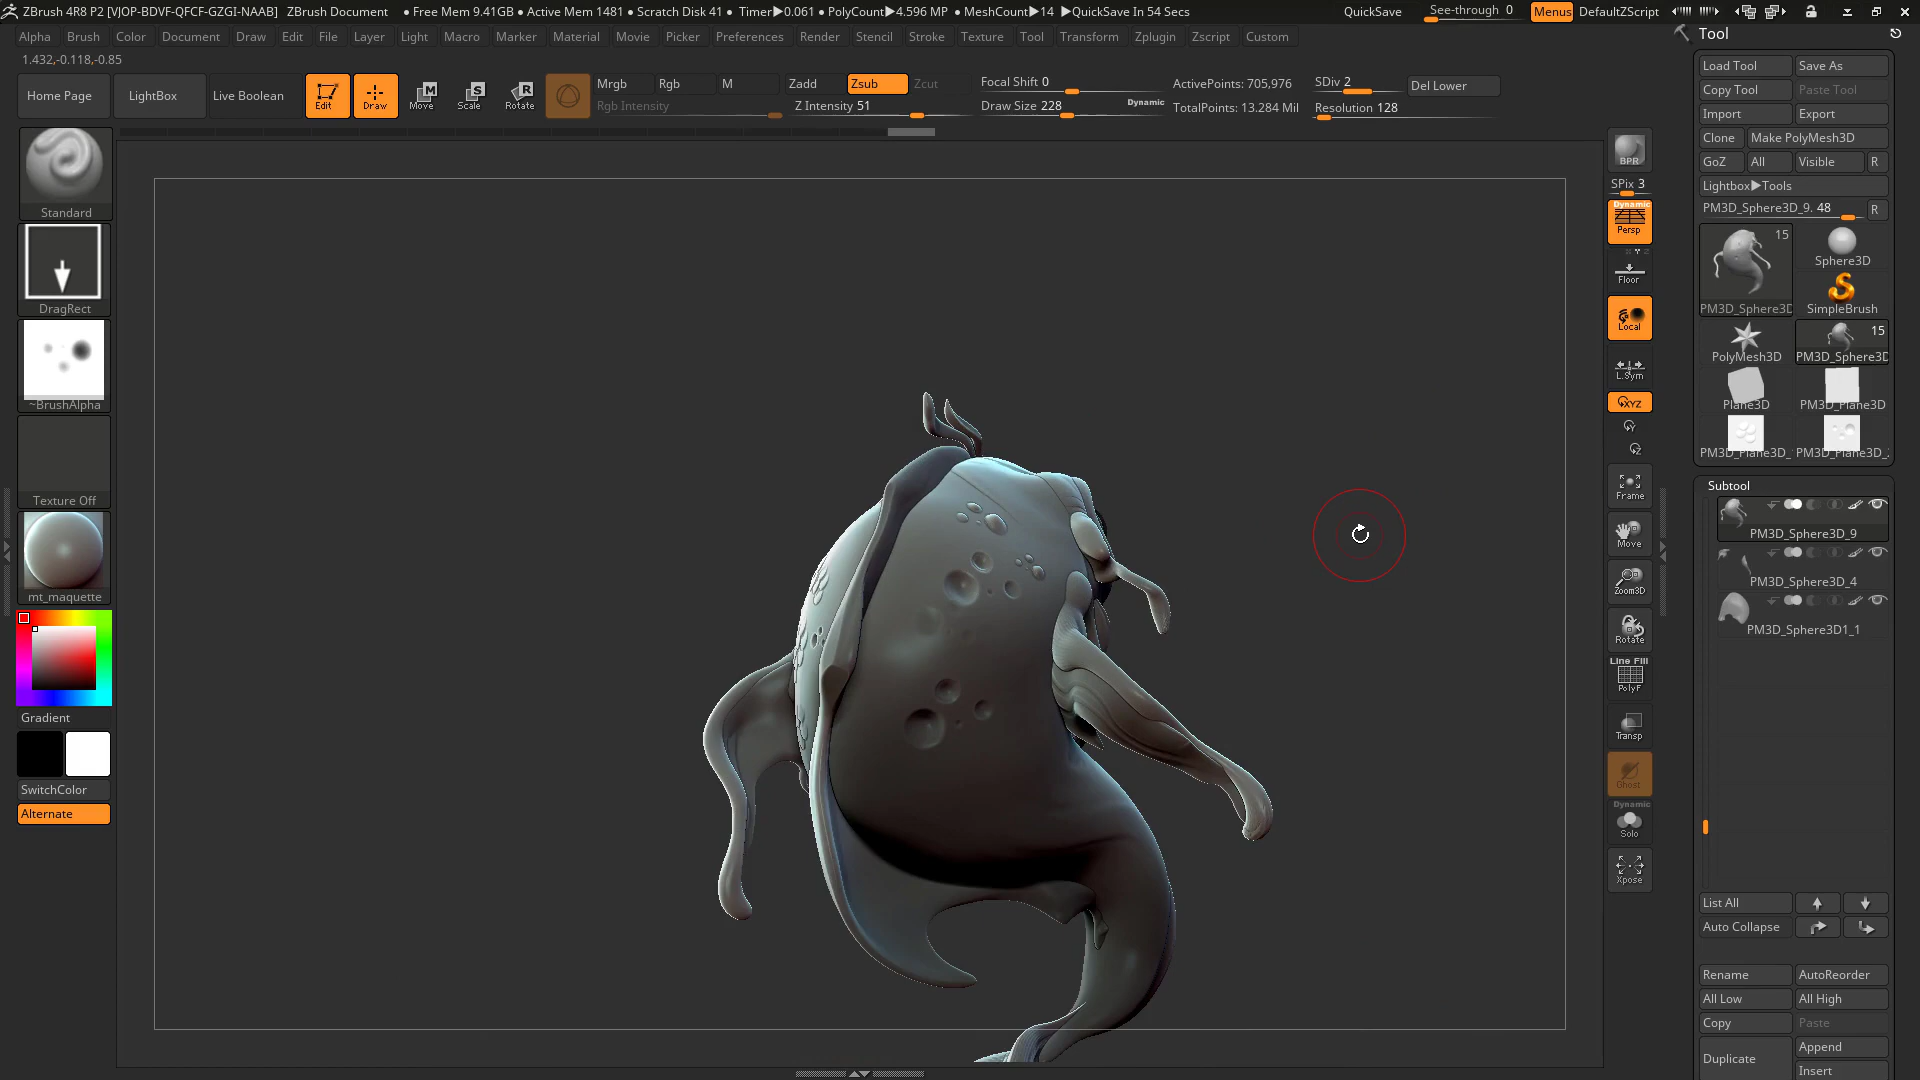 ZBrush 4R8 P2 [VJOP-BDVF-QFCF-GZGI-NAAB] ZBrush Document ● Free Mem 9.41GB ● Active Mem 1481 ● Scratch Disk 41 ● Timer▶0.061 ● PolyCount▶4.596 MP ● MeshCount▶14 ▶QuickSave In 54 Secs QuickSave See-through 0 Menus DefaultZScript
Alpha Brush Color Document Draw Edit File Layer Light Macro Marker Material Movie Picker Preferences Render Stencil Stroke Texture Tool Transform Zplugin Zscript Custom
1.432,-0.118,-0.85
Home Page LightBox Live Boolean Edit Draw Move Scale Rotate
M S R
Mrgb Rgb M Zadd Zsub Zcut Focal Shift 0 ActivePoints: 705,976 SDiv 2 Del Lower
Rgb Intensity Z Intensity 51 Draw Size 228 Dynamic TotalPoints: 13.284 Mil Resolution 128
Standard
DragRect
~BrushAlpha
Texture Off
mt_maquette
Gradient
SwitchColor
Alternate
BPR
SPix 3
Dynamic
Persp
Floor
Local
L.Sym
XYZ
Y
Z
Frame
Move
Zoom3D
Rotate
Line Fill
PolyF
Transp
Ghost
Dynamic
Solo
Xpose
Tool
Load Tool Save As
Copy Tool Paste Tool
Import Export
Clone Make PolyMesh3D
GoZ All Visible R
Lightbox▶Tools
PM3D_Sphere3D_9. 48 R
15
Sphere3D
PM3D_Sphere3D SimpleBrush
15
PolyMesh3D PM3D_Sphere3D
Plane3D PM3D_Plane3D
PM3D_Plane3D_ PM3D_Plane3D_
Subtool
PM3D_Sphere3D_9
PM3D_Sphere3D_4
PM3D_Sphere3D1_1
List All
Auto Collapse
Rename AutoReorder
All Low All High
Copy Paste
Duplicate Append
Insert